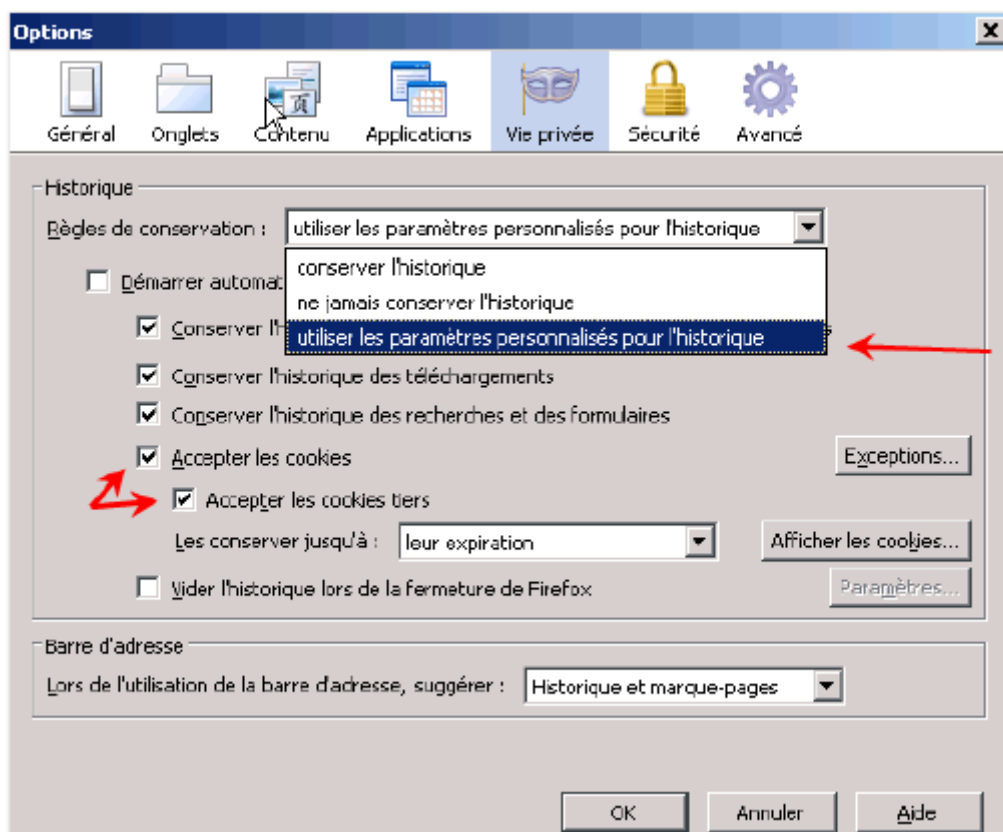 Options
Général Onglets Contenu Applications Vie privée Sécurité Avancé
Historique
Règles de conservation : utiliser les paramètres personnalisés pour l'historique
conserver l'historique
Démarrer automat
ne jamais conserver l'historique
Conserver l'h
utiliser les paramètres personnalisés pour l'historique
Conserver l'historique des téléchargements
Conserver l'historique des recherches et des formulaires
Accepter les cookies Exceptions...
Accepter les cookies tiers
Les conserver jusqu'à : leur expiration Afficher les cookies...
Vider l'historique lors de la fermeture de Firefox Paramètres...
Barre d'adresse
Lors de l'utilisation de la barre d'adresse, suggérer : Historique et marque-pages
OK Annuler Aide